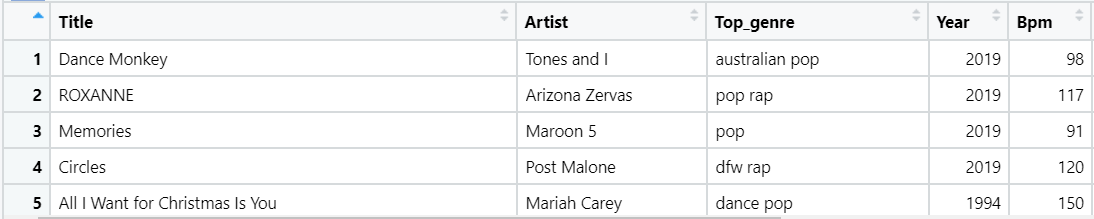 Title Artist Top_genre Year Bpm
1 Dance Monkey Tones and I australian pop 2019 98
2 ROXANNE Arizona Zervas pop rap 2019 117
3 Memories Maroon 5 pop 2019 91
4 Circles Post Malone dfw rap 2019 120
5 All I Want for Christmas Is You Mariah Carey dance pop 1994 150